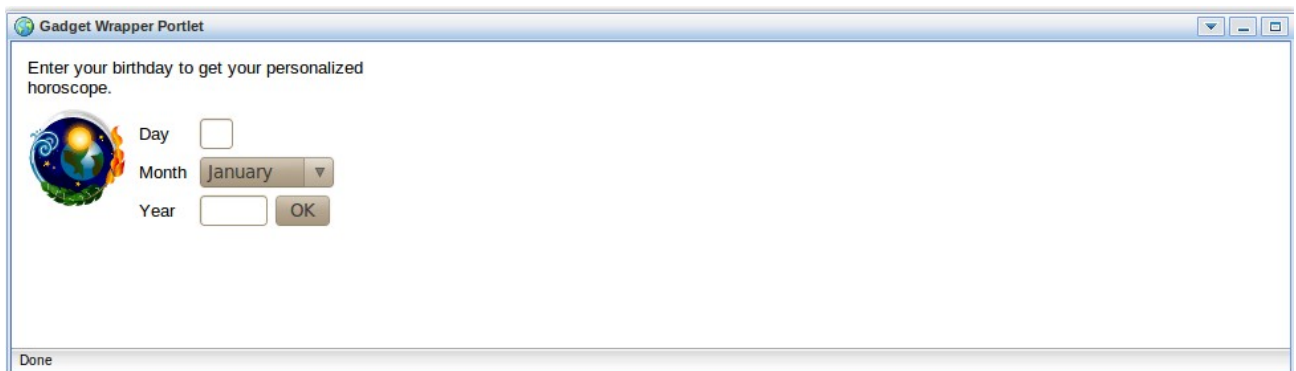 Gadget Wrapper Portlet
Enter your birthday to get your personalized
horoscope.
Day
Month January
Year OK
Done